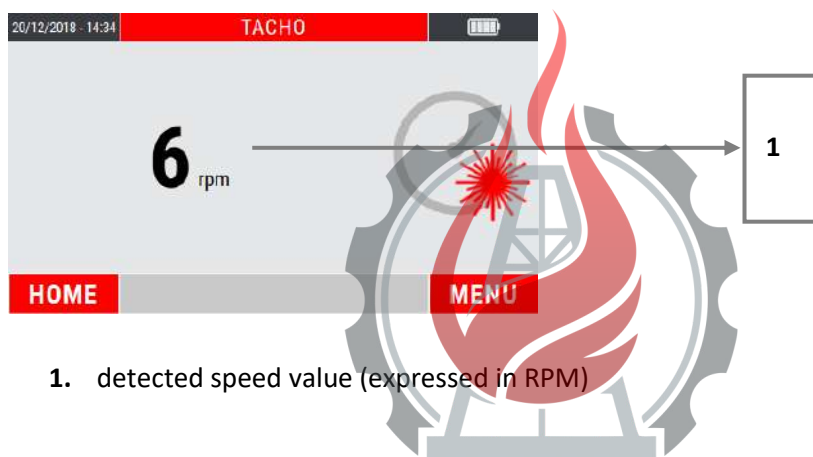 20/12/2018 - 14:34 TACHO
6 rpm
1
HOME MENU
1. detected speed value (expressed in RPM)